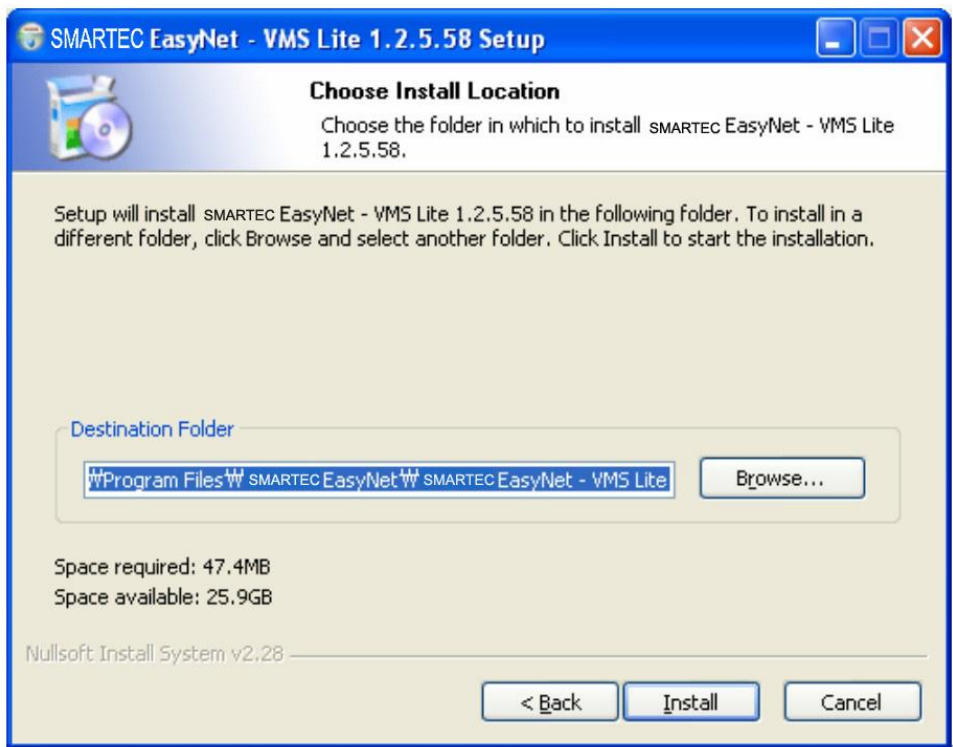 SMARTEC EasyNet - VMS Lite 1.2.5.58 Setup
Choose Install Location
Choose the folder in which to install SMARTEC EasyNet - VMS Lite
1.2.5.58.
Setup will install SMARTEC EasyNet - VMS Lite 1.2.5.58 in the following folder. To install in a
different folder, click Browse and select another folder. Click Install to start the installation.
Destination Folder
₩Program Files₩ SMARTEC EasyNet₩ SMARTEC EasyNet - VMS Lite
Browse...
Space required: 47.4MB
Space available: 25.9GB
Nullsoft Install System v2.28
< Back
Install
Cancel